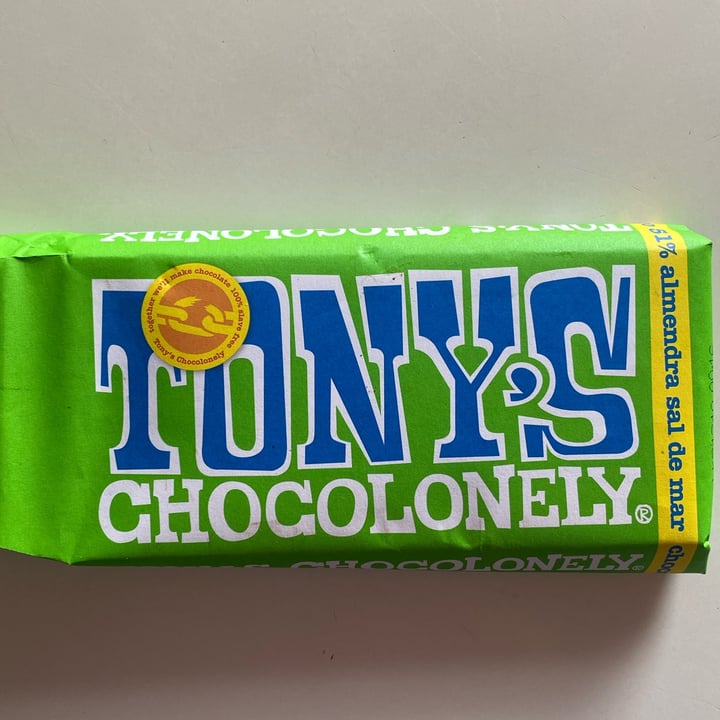 TONY'S CHOCOLONELY
together we'll make chocolate 100% slave free
Tony's Chocolonely
TONY'S
CHOCOLONELY®
51% almendra sal de mar choc
CHOCOLONELY®